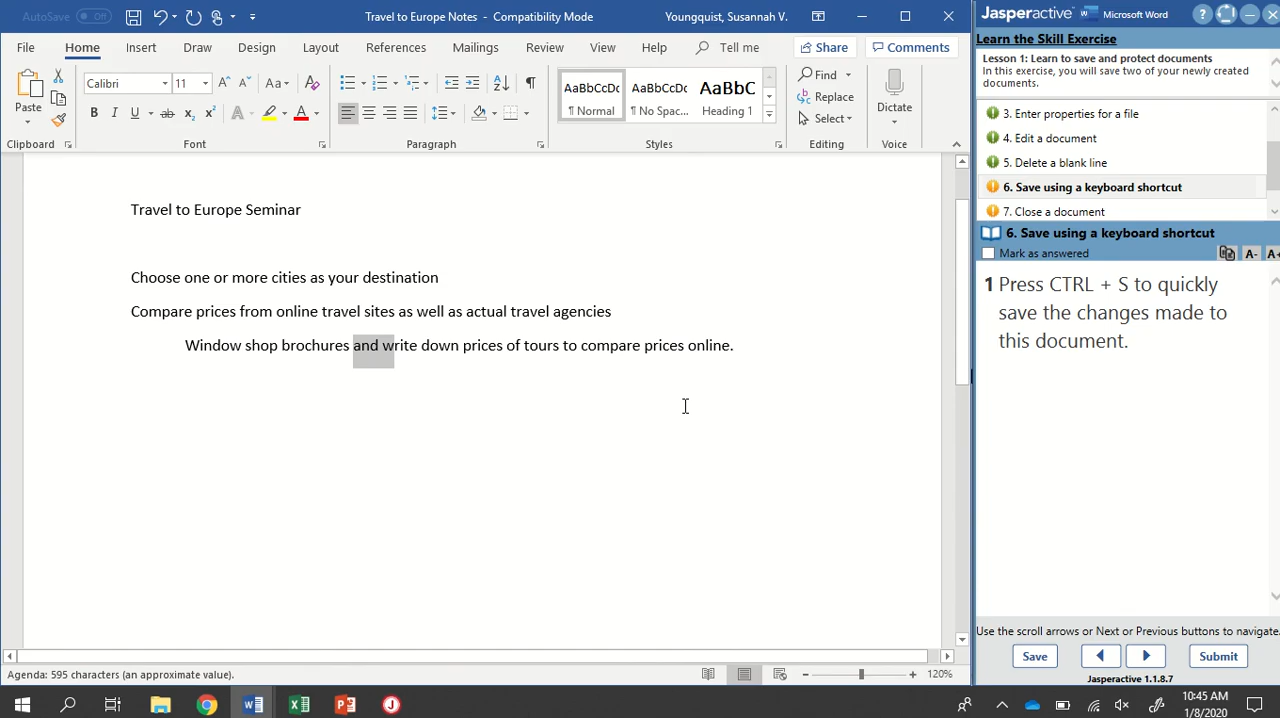 AutoSave Off
Travel to Europe Notes - Compatibility Mode
Youngquist, Susannah V.
File Home Insert Draw Design Layout References Mailings Review View Help Tell me Share Comments
Paste
Clipboard
Calibri 11 Aa
B I U ab x₂ x² A A
Font
Paragraph
AaBbCcDc AaBbCcDc AaBbC
¶ Normal ¶ No Spac... Heading 1
Styles
Find
Replace
Select
Editing
Dictate
Voice
Travel to Europe Seminar
Choose one or more cities as your destination
Compare prices from online travel sites as well as actual travel agencies
Window shop brochures and write down prices of tours to compare prices online.
Agenda: 595 characters (an approximate value).
120%
Jasperactive Microsoft Word
Learn the Skill Exercise
Lesson 1: Learn to save and protect documents
In this exercise, you will save two of your newly created
documents.
3. Enter properties for a file
4. Edit a document
5. Delete a blank line
6. Save using a keyboard shortcut
7. Close a document
6. Save using a keyboard shortcut
Mark as answered A- A+
1 Press CTRL + S to quickly
save the changes made to
this document.
Use the scroll arrows or Next or Previous buttons to navigate.
Save Submit
Jasperactive 1.1.8.7
10:45 AM
1/8/2020